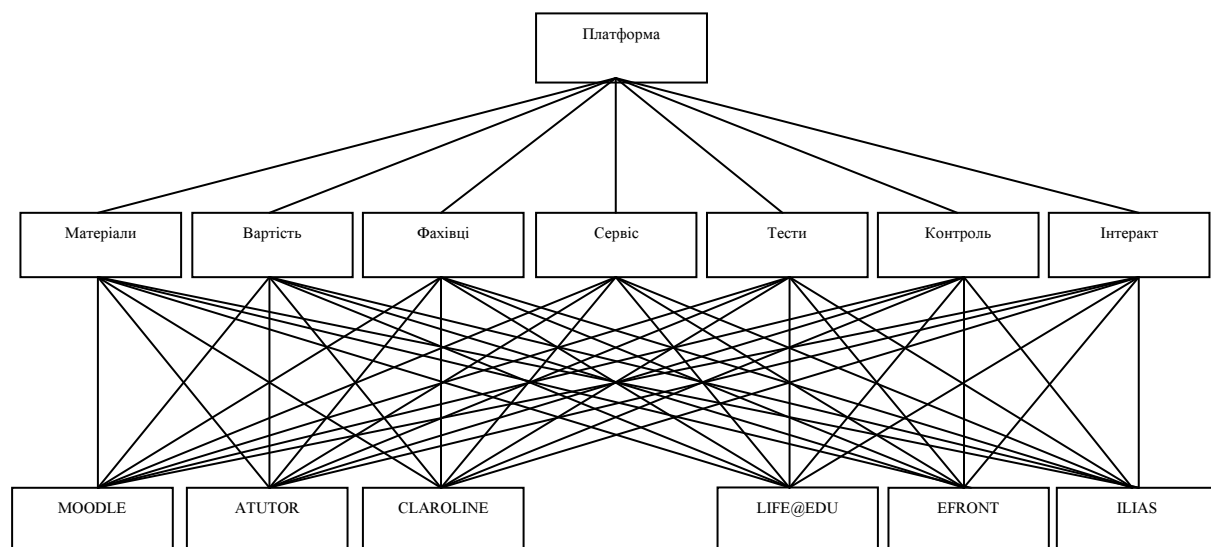 Платформа
Матеріали
Вартість
Фахівці
Сервіс
Тести
Контроль
Інтеракт
MOODLE
ATUTOR
CLAROLINE
LIFE@EDU
EFRONT
ILIAS